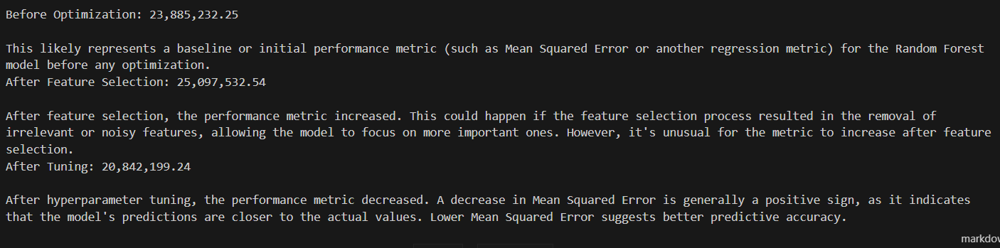 Before Optimization: 23,885,232.25
This likely represents a baseline or initial performance metric (such as Mean Squared Error or another regression metric) for the Random Forest
model before any optimization.
After Feature Selection: 25,097,532.54
After feature selection, the performance metric increased. This could happen if the feature selection process resulted in the removal of
irrelevant or noisy features, allowing the model to focus on more important ones. However, it's unusual for the metric to increase after feature
selection.
After Tuning: 20,842,199.24
After hyperparameter tuning, the performance metric decreased. A decrease in Mean Squared Error is generally a positive sign, as it indicates
that the model's predictions are closer to the actual values. Lower Mean Squared Error suggests better predictive accuracy.
markdov